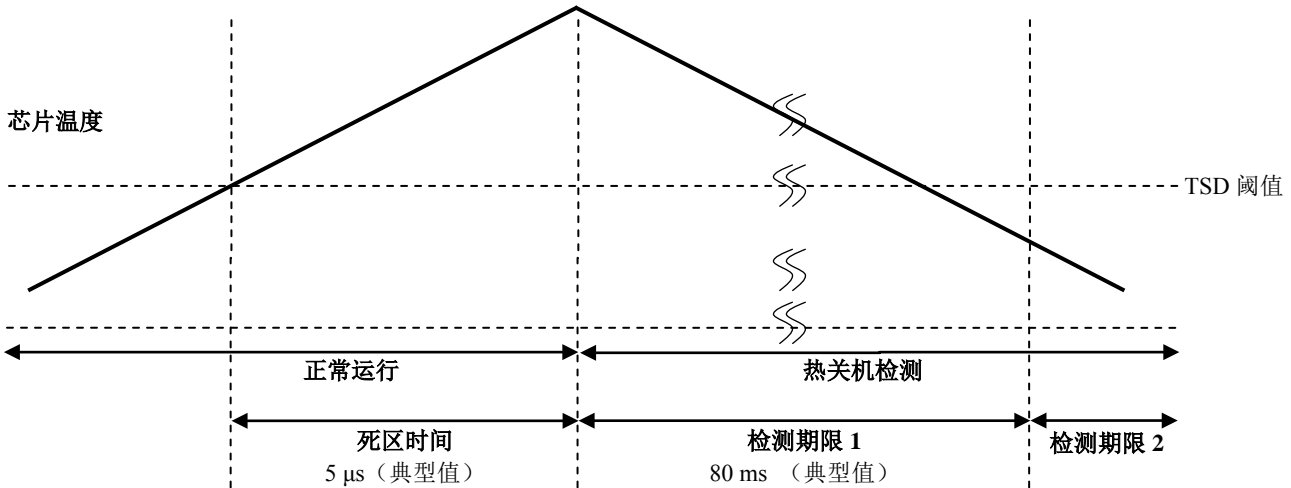 芯片温度
TSD 阈值
正常运行
热关机检测
死区时间
检测期限 1
检测期限 2
5 μs（典型值）
80 ms （典型值）